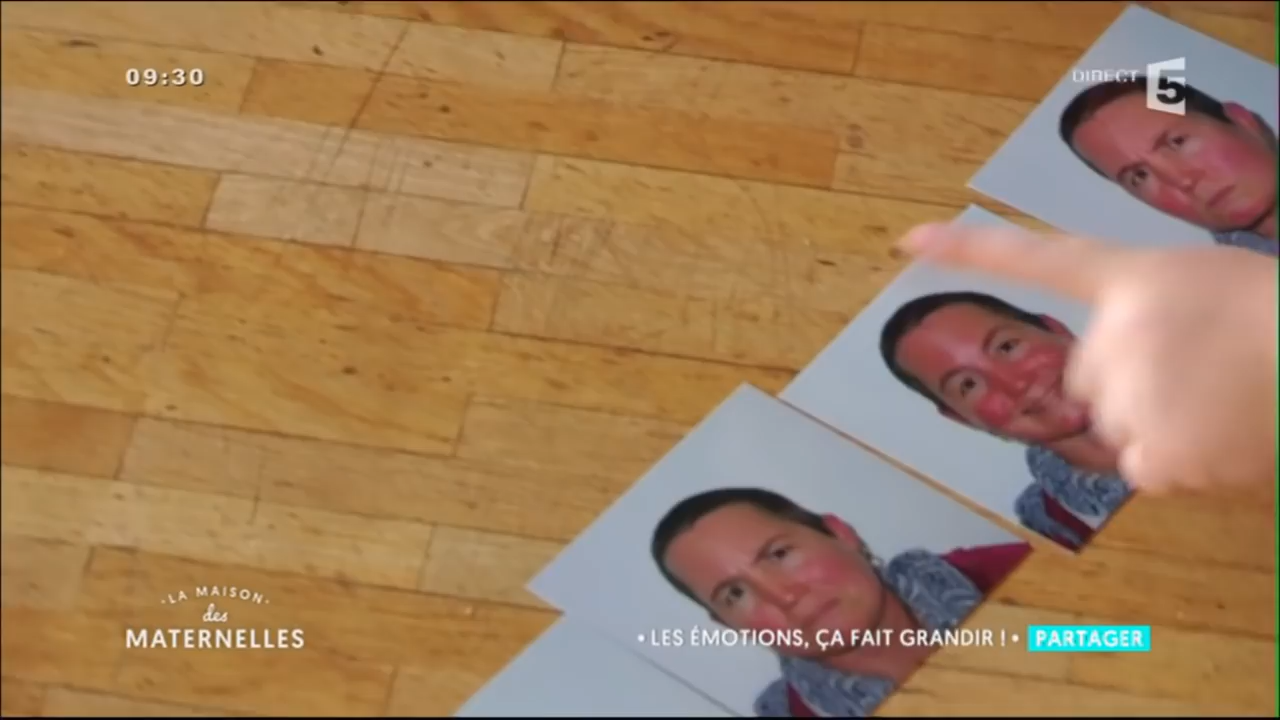 09:30
DIRECT 5
-LA MAISON-
des
MATERNELLES
• LES ÉMOTIONS, ÇA FAIT GRANDIR ! • PARTAGER